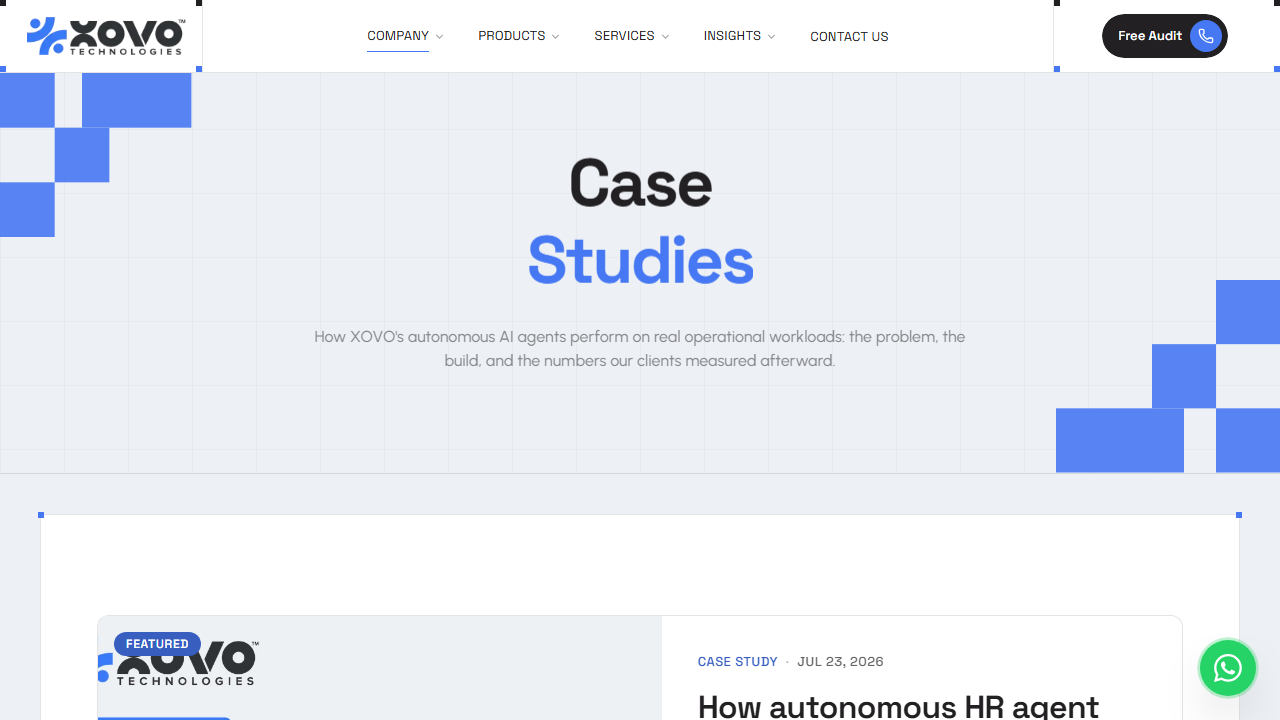 XOVO™
TECHNOLOGIES
COMPANY
PRODUCTS
SERVICES
INSIGHTS
CONTACT US
Free Audit
Case
Studies
How XOVO's autonomous AI agents perform on real operational workloads: the problem, the
build, and the numbers our clients measured afterward.
FEATURED
XOVO™
TECHNOLOGIES
CASE STUDY · JUL 23, 2026
How autonomous HR agent